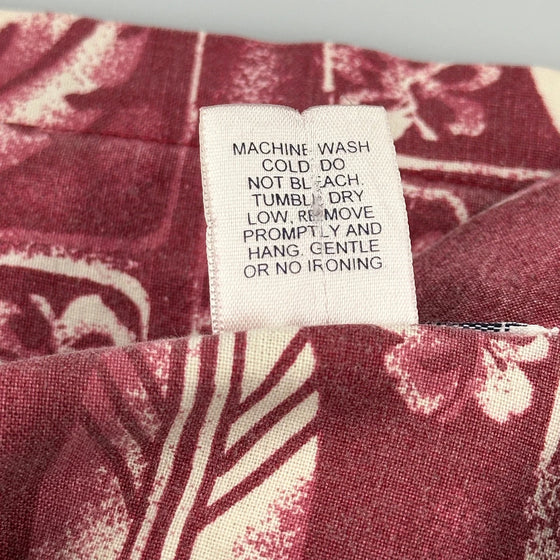 MACHINE WASH
COLD. DO
NOT BLEACH.
TUMBLE DRY
LOW, REMOVE
PROMPTLY AND
HANG. GENTLE
OR NO IRONING